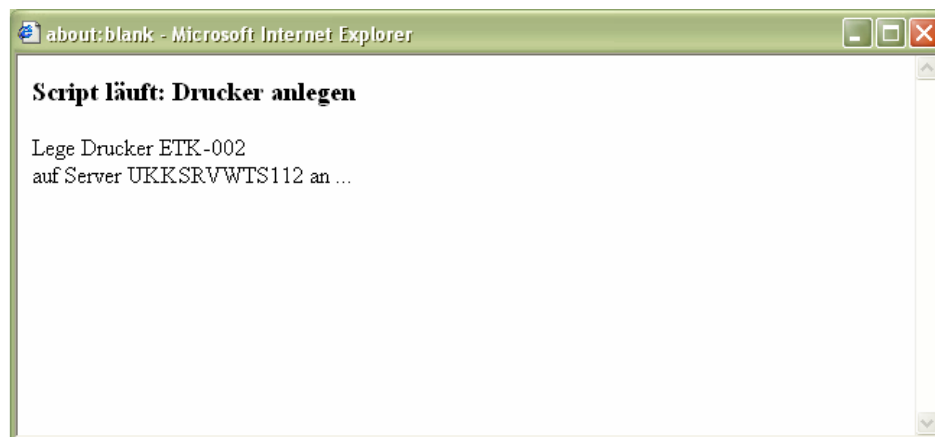 about:blank - Microsoft Internet Explorer
Script läuft: Drucker anlegen
Lege Drucker ETK-002
auf Server UKKSRVWTS112 an ...